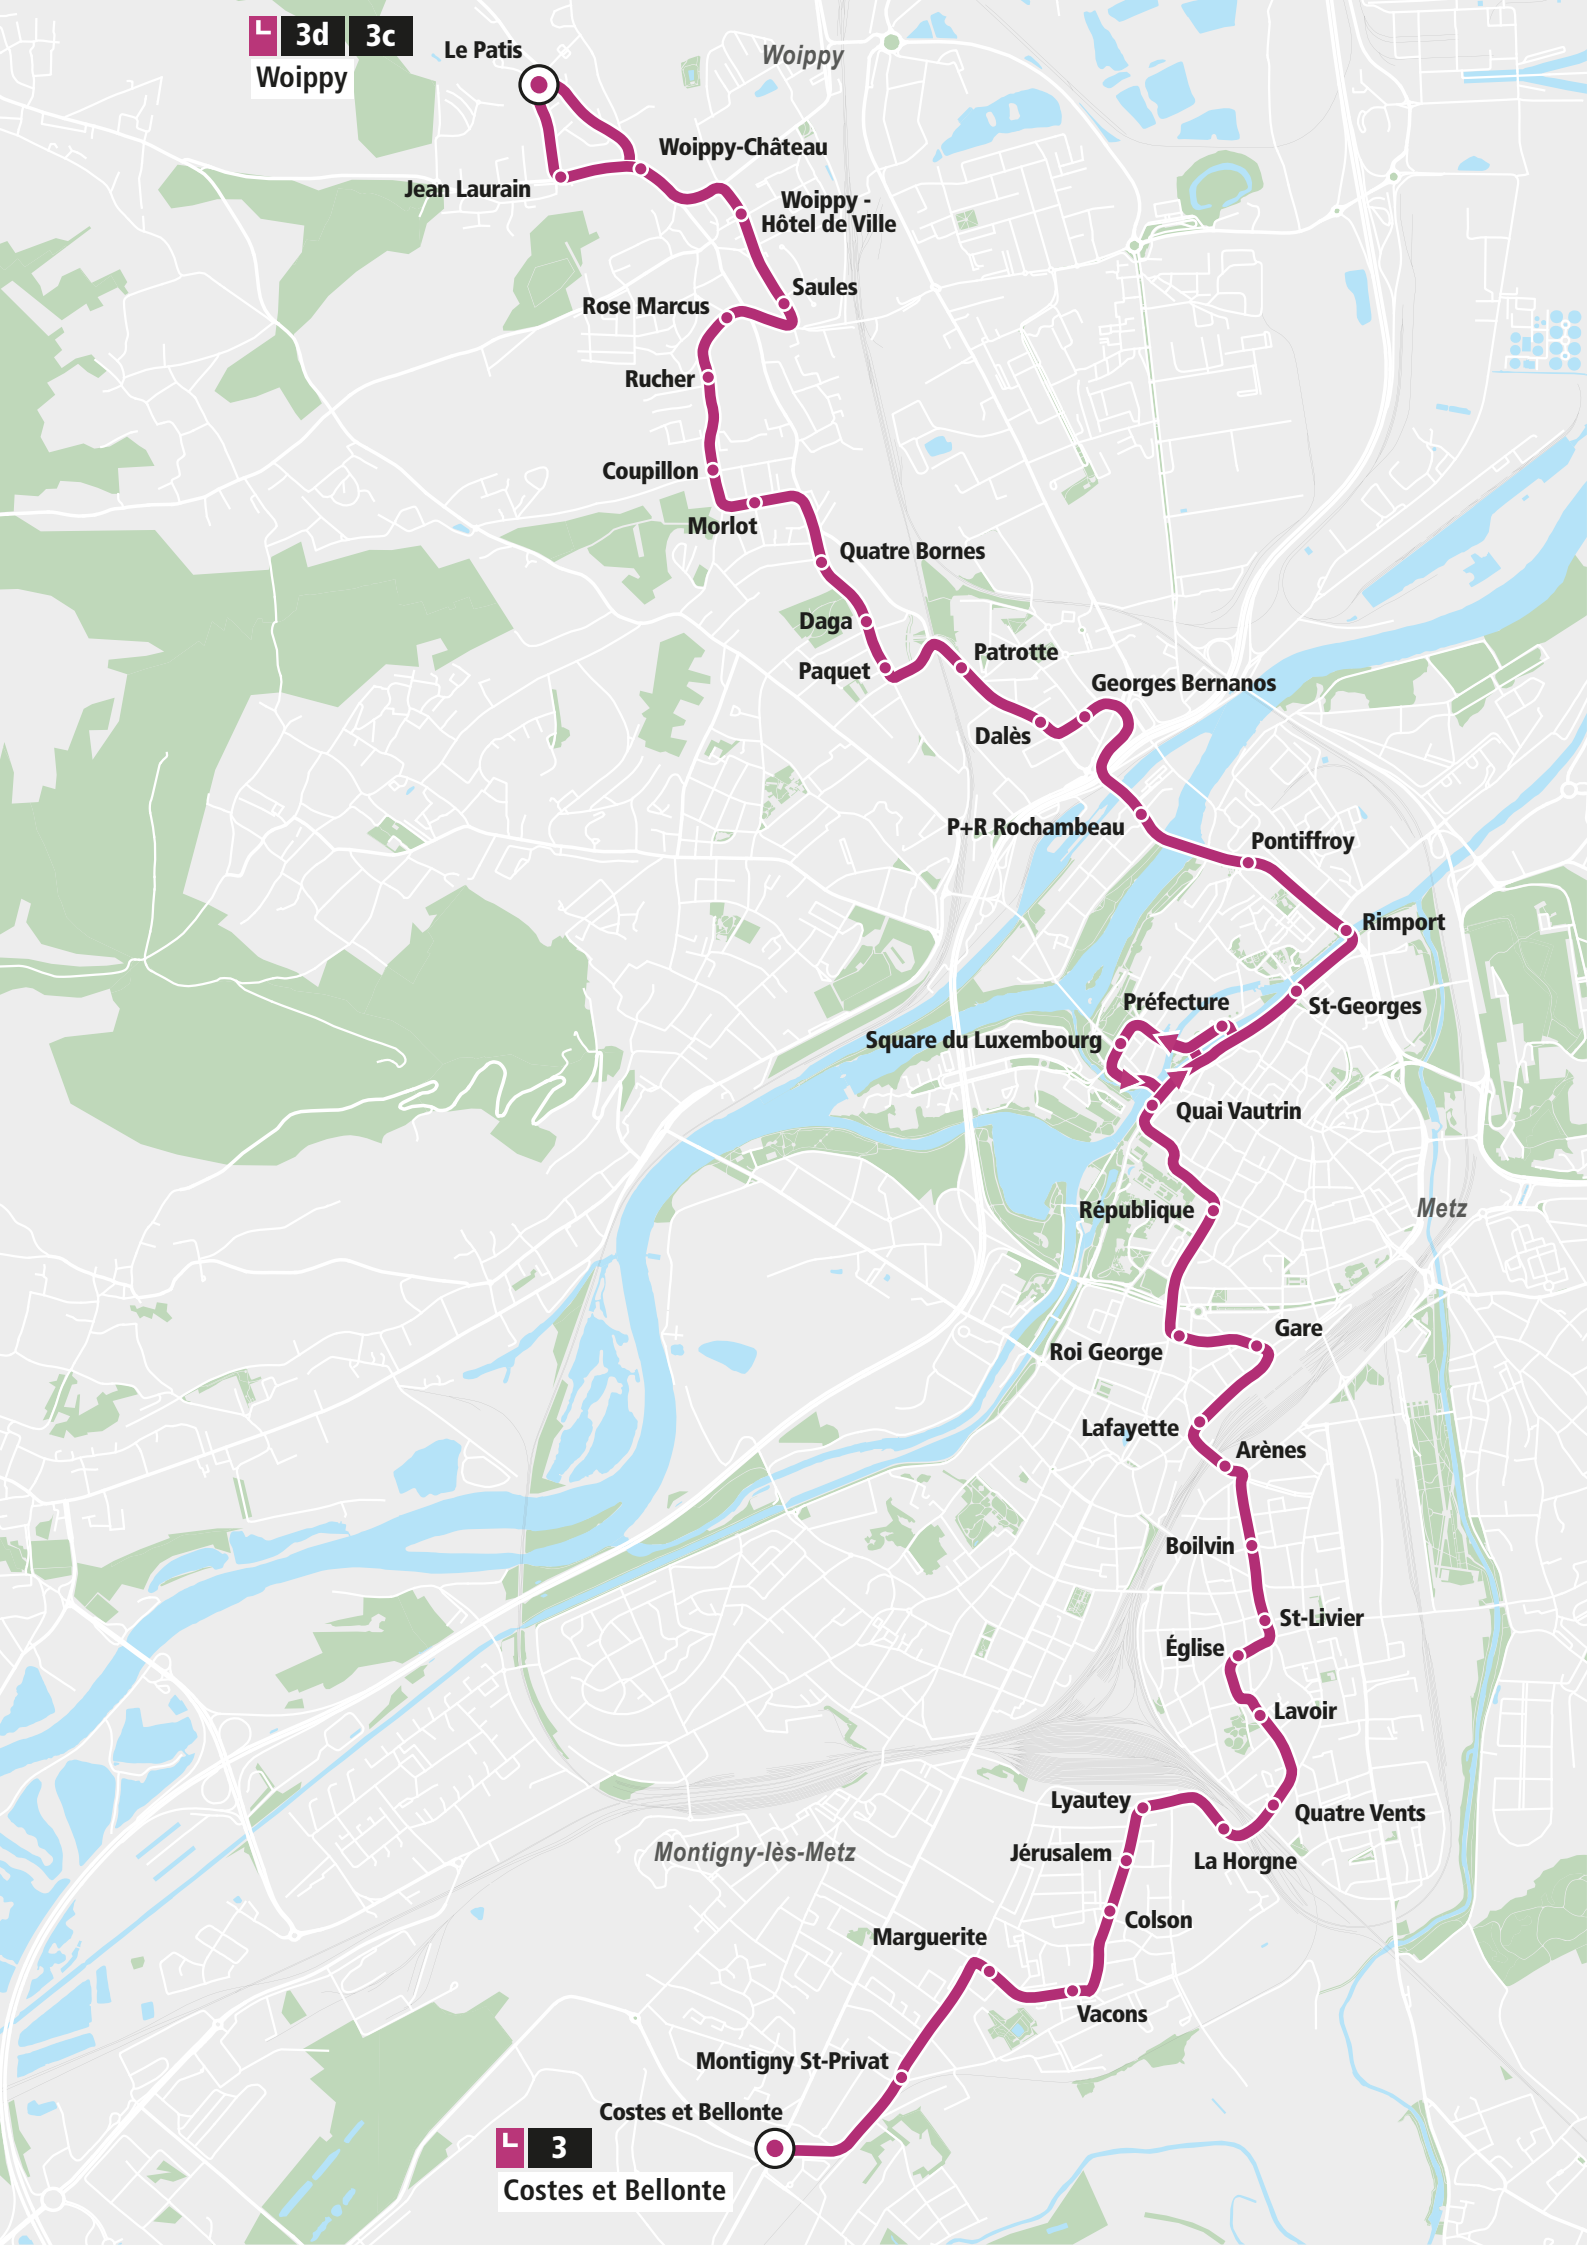 L 3d 3c
Woippy
Le Patis
Woippy
Woippy-Château
Jean Laurain
Woippy -
Hôtel de Ville
Saules
Rose Marcus
Rucher
Coupillon
Morlot
Quatre Bornes
Daga
Paquet
Patrotte
Georges Bernanos
Dalès
P+R Rochambeau
Pontiffroy
Rimport
Préfecture
St-Georges
Square du Luxembourg
Quai Vautrin
République
Metz
Gare
Roi George
Lafayette
Arènes
Boilvin
St-Livier
Église
Lavoir
Lyautey
Quatre Vents
Montigny-lès-Metz
Jérusalem
La Horgne
Colson
Marguerite
Vacons
Montigny St-Privat
Costes et Bellonte
L 3
Costes et Bellonte